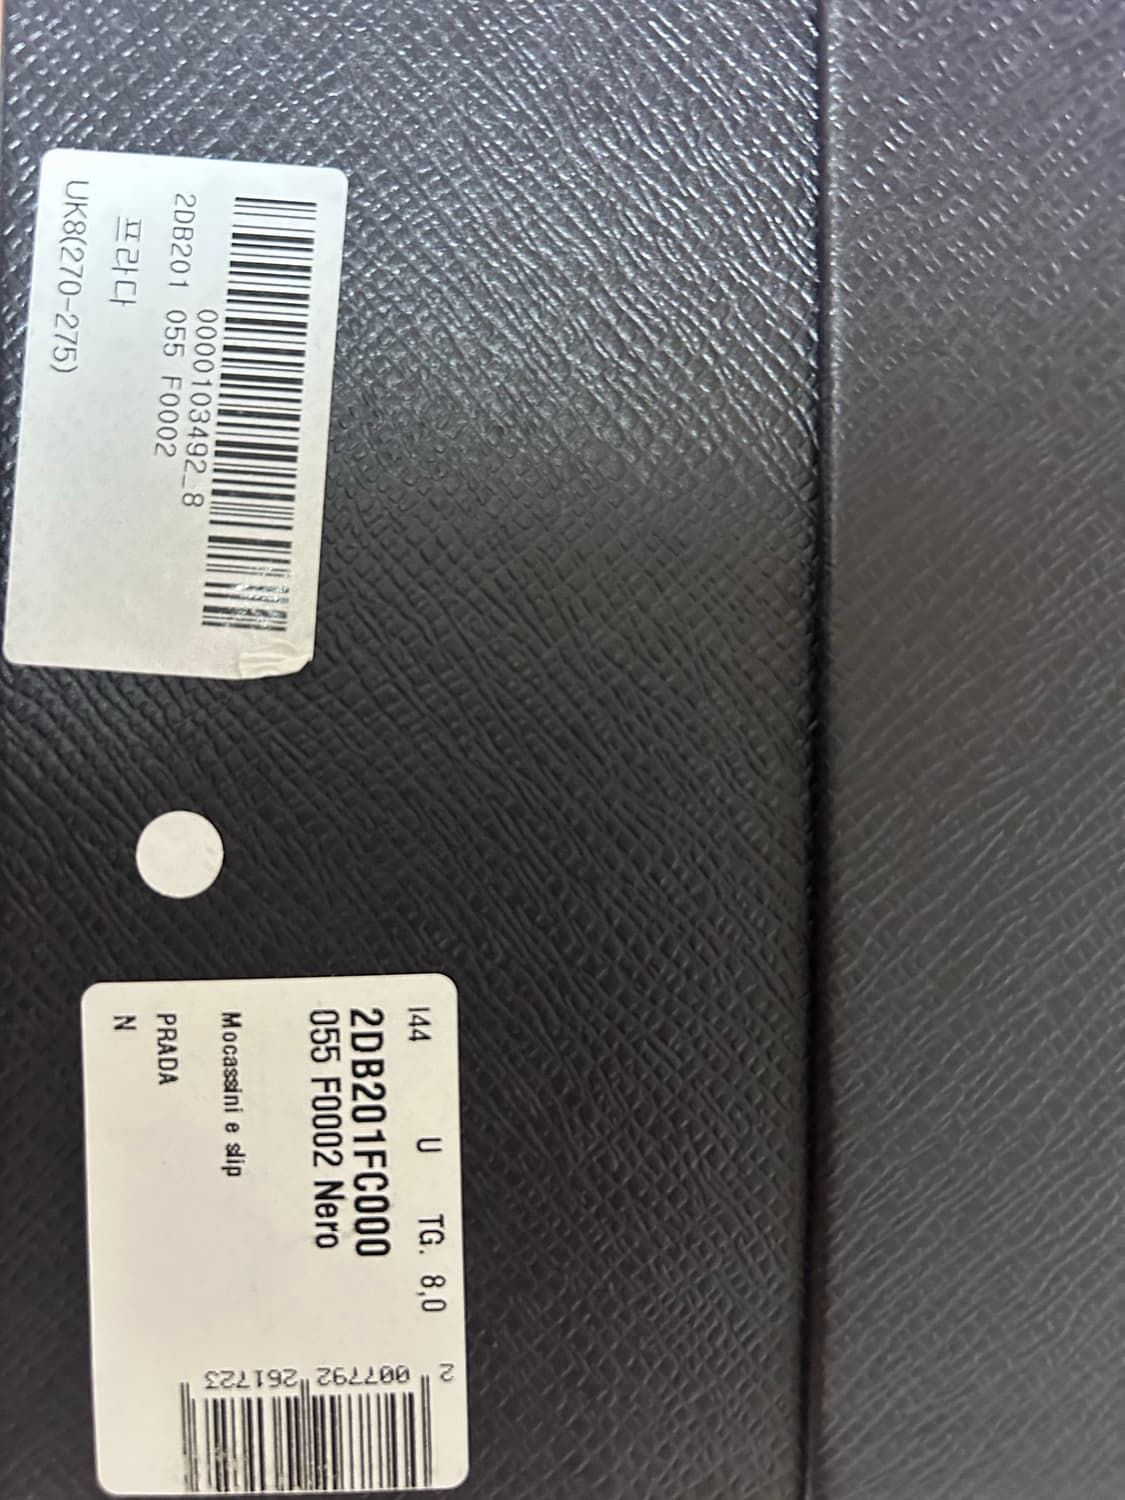 0000103492_8
2DB201 055 F0002
프라다
UK8(270-275)
144 U TG. 8,0
2DB201FC000
055 F0002 Nero
Mocassini e slip
PRADA
N
2 007792 261723